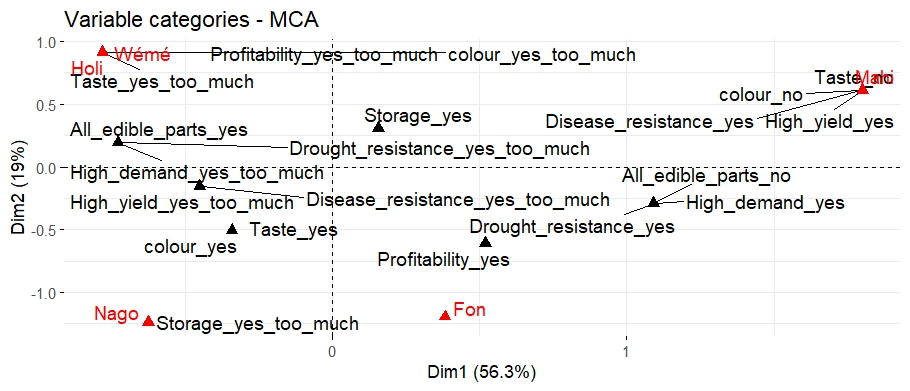 Variable categories - MCA
1.0
Wémé
Profitability_yes_too_much
colour_yes_too_much
Holi
Taste_yes_too_much
Taste_no
Mahi
colour_no
0.5
Storage_yes
Disease_resistance_yes
High_yield_yes
All_edible_parts_yes
Drought_resistance_yes_too_much
0.0
High_demand_yes_too_much
All_edible_parts_no
High_yield_yes_too_much
Disease_resistance_yes_too_much
High_demand_yes
Dim2 (19%)
-0.5
Taste_yes
Drought_resistance_yes
colour_yes
Profitability_yes
-1.0
Nago
Storage_yes_too_much
Fon
0
1
Dim1 (56.3%)